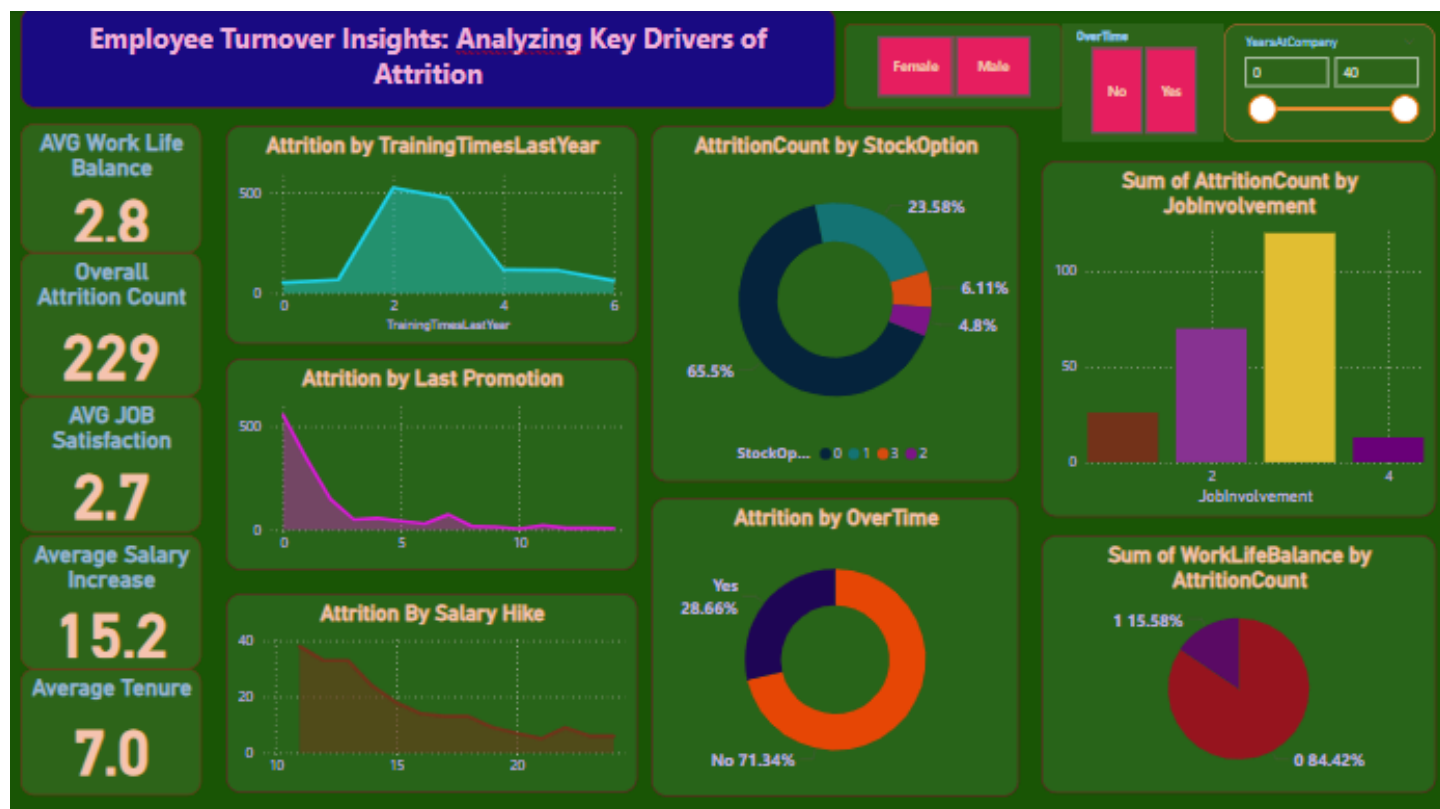 Employee Turnover Insights: Analyzing Key Drivers of
Attrition
Female
Male
OverTime
No
Yes
YearsAtCompany
0
40
AVG Work Life
Balance
2.8
Overall
Attrition Count
229
AVG JOB
Satisfaction
2.7
Average Salary
Increase
15.2
Average Tenure
7.0
Attrition by TrainingTimesLastYear
500
0
0 2 4 6
TrainingTimesLastYear
Attrition by Last Promotion
500
0
0 5 10
Attrition By Salary Hike
40
20
0
10 15 20
AttritionCount by StockOption
23.58%
6.11%
4.8%
65.5%
StockOp... 0 1 3 2
Attrition by OverTime
Yes
28.66%
No 71.34%
Sum of AttritionCount by
JobInvolvement
100
50
0
2 4
JobInvolvement
Sum of WorkLifeBalance by
AttritionCount
1 15.58%
0 84.42%